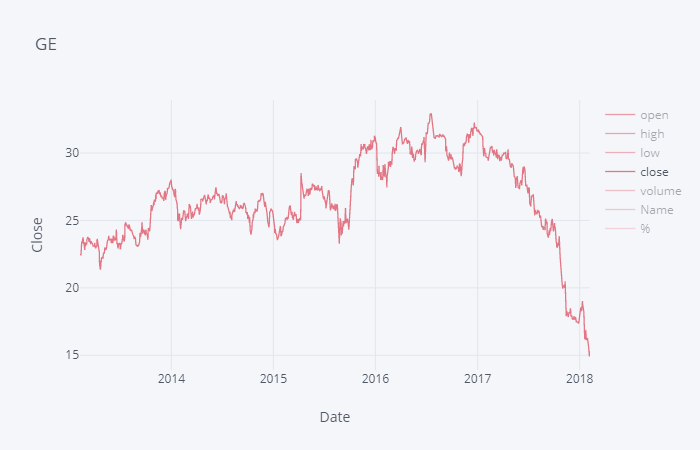 GE
open
high
low
close
volume
Name
%
Close
30
25
20
15
2014
2015
2016
2017
2018
Date